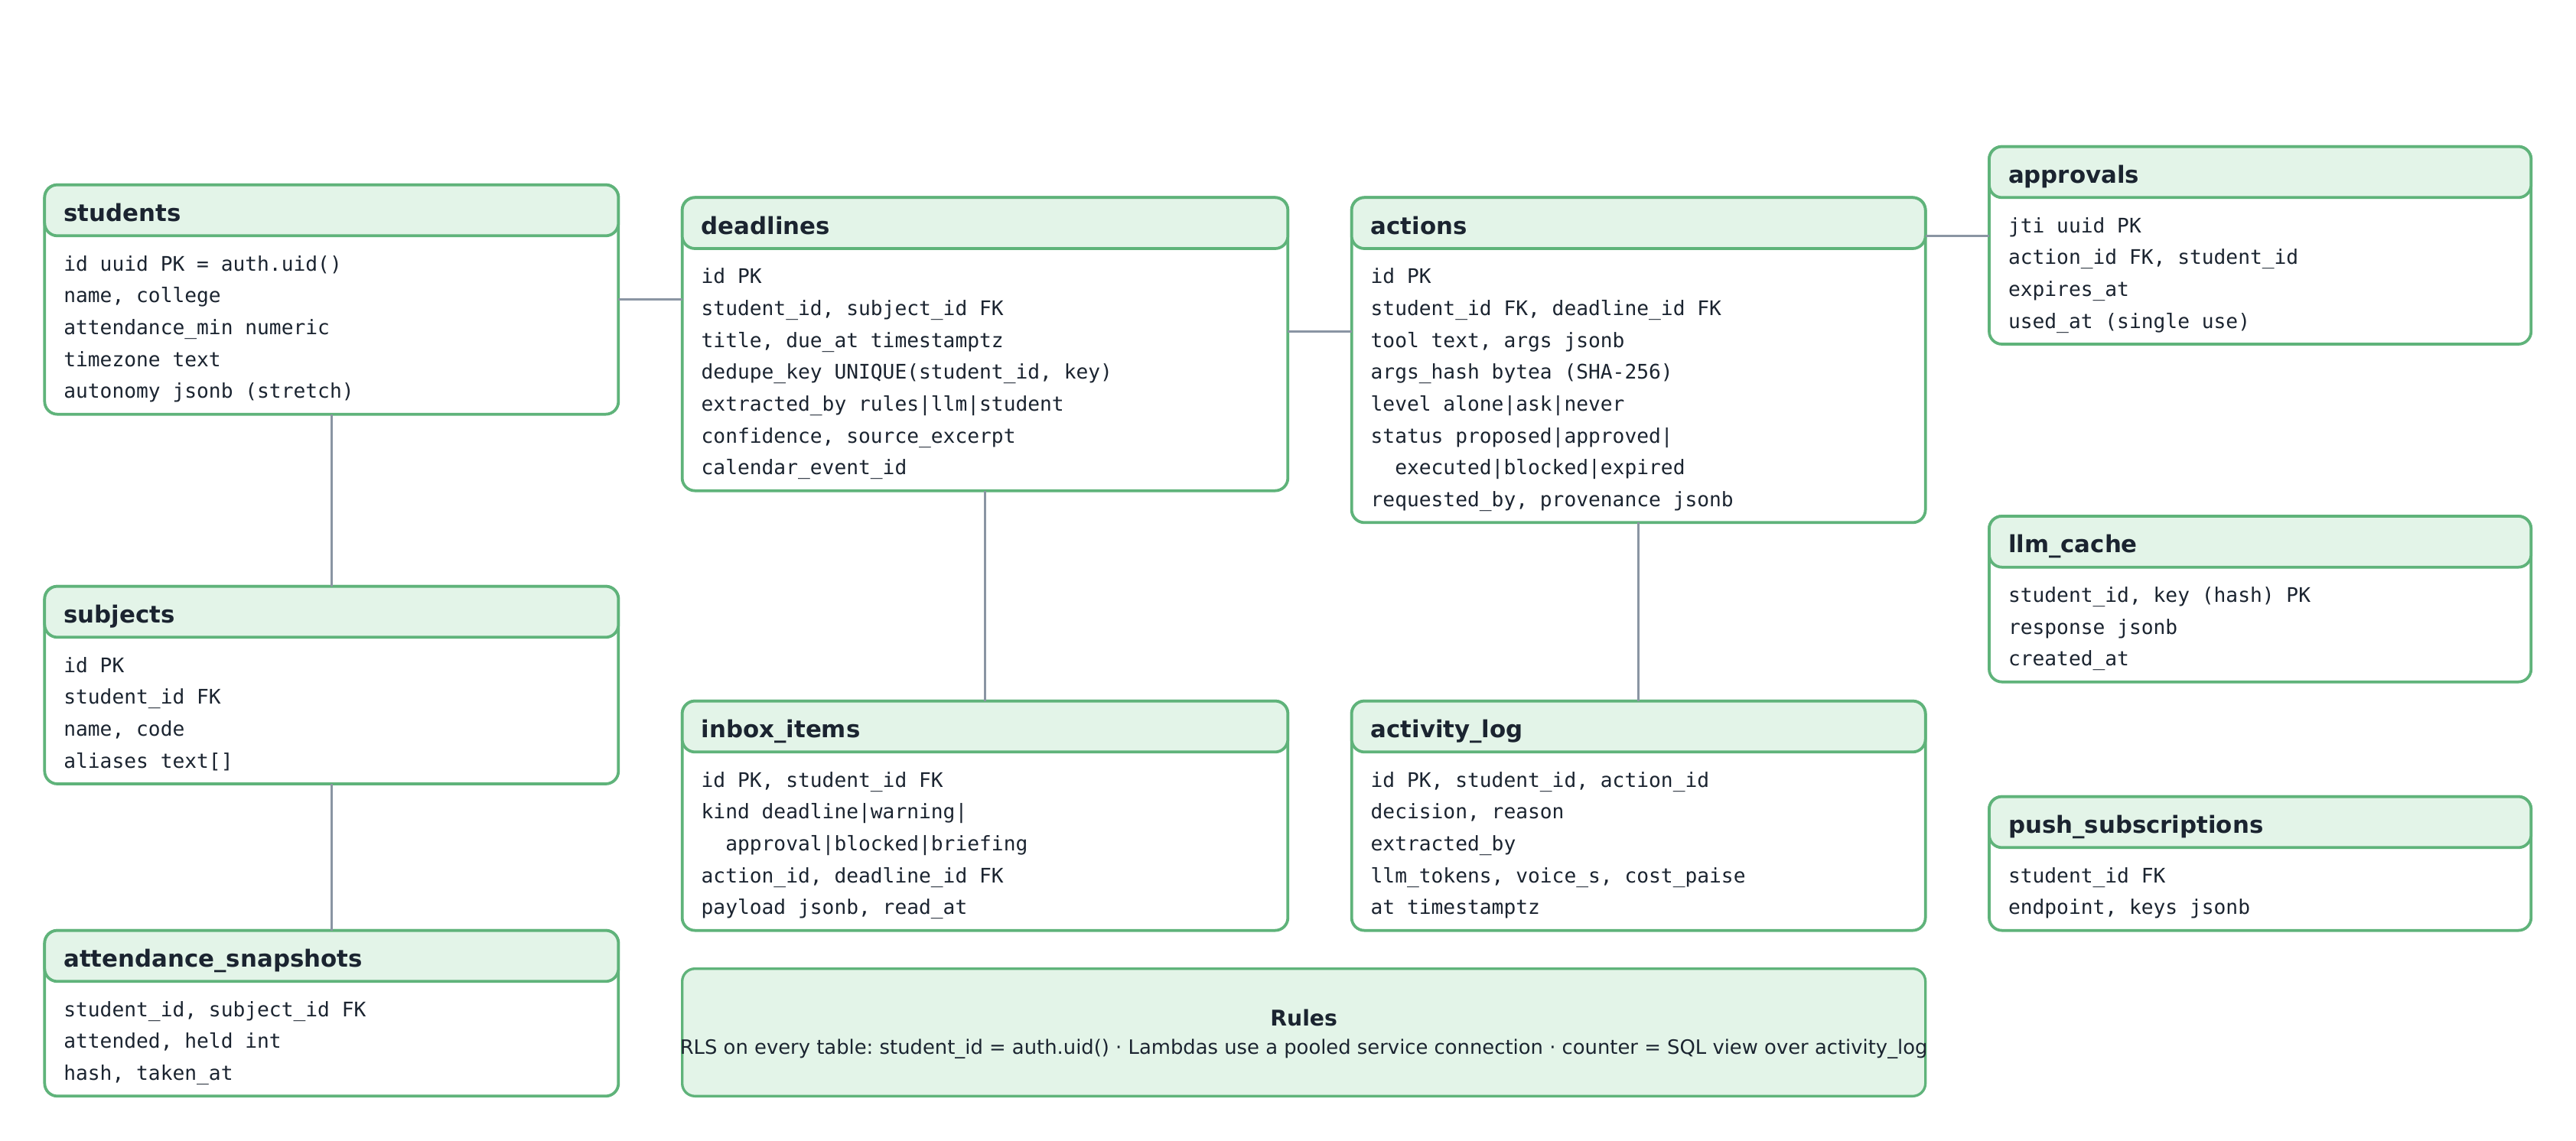 students
id uuid PK = auth.uid()
name, college
attendance_min numeric
timezone text
autonomy jsonb (stretch)
subjects
id PK
student_id FK
name, code
aliases text[]
attendance_snapshots
student_id, subject_id FK
attended, held int
hash, taken_at
deadlines
id PK
student_id, subject_id FK
title, due_at timestamptz
dedupe_key UNIQUE(student_id, key)
extracted_by rules|llm|student
confidence, source_excerpt
calendar_event_id
inbox_items
id PK, student_id FK
kind deadline|warning|
approval|blocked|briefing
action_id, deadline_id FK
payload jsonb, read_at
actions
id PK
student_id FK, deadline_id FK
tool text, args jsonb
args_hash bytea (SHA-256)
level alone|ask|never
status proposed|approved|
executed|blocked|expired
requested_by, provenance jsonb
activity_log
id PK, student_id, action_id
decision, reason
extracted_by
llm_tokens, voice_s, cost_paise
at timestamptz
approvals
jti uuid PK
action_id FK, student_id
expires_at
used_at (single use)
llm_cache
student_id, key (hash) PK
response jsonb
created_at
push_subscriptions
student_id FK
endpoint, keys jsonb
Rules
RLS on every table: student_id = auth.uid() · Lambdas use a pooled service connection · counter = SQL view over activity_log